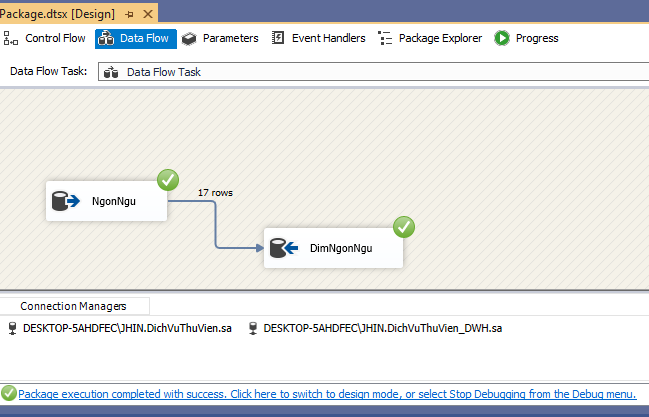 Package.dtsx [Design]
Control Flow
Data Flow
Parameters
Event Handlers
Package Explorer
Progress
Data Flow Task:
Data Flow Task
NgonNgu
17 rows
DimNgonNgu
Connection Managers
DESKTOP-5AHDFEC\JHIN.DichVuThuVien.sa
DESKTOP-5AHDFEC\JHIN.DichVuThuVien_DWH.sa
Package execution completed with success. Click here to switch to design mode, or select Stop Debugging from the Debug menu.